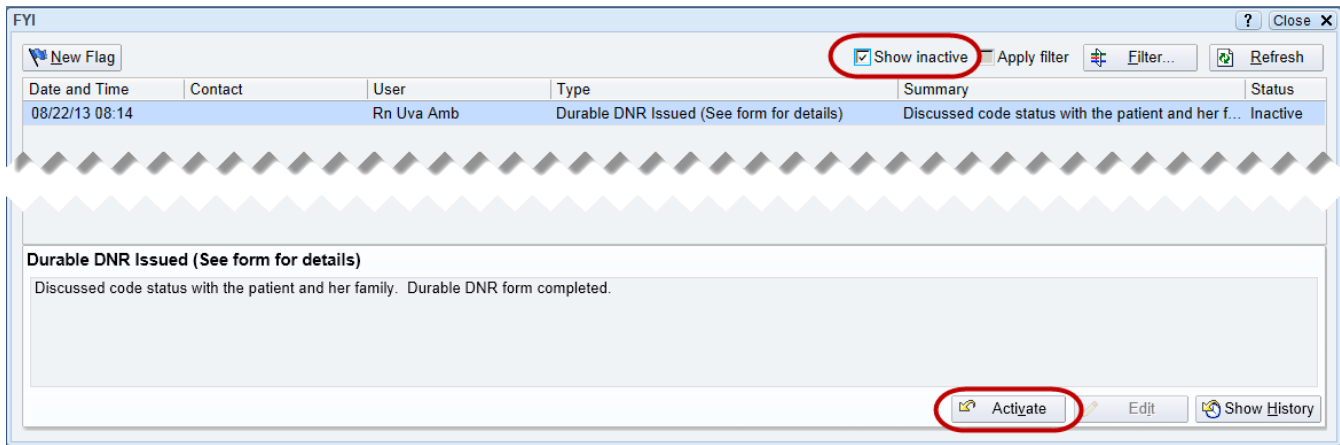 FYI ? Close X
New Flag Show inactive Apply filter Filter... Refresh
Date and Time Contact User Type Summary Status
08/22/13 08:14 Rn Uva Amb Durable DNR Issued (See form for details) Discussed code status with the patient and her f... Inactive
Durable DNR Issued (See form for details)
Discussed code status with the patient and her family. Durable DNR form completed.
Activate Edit Show History